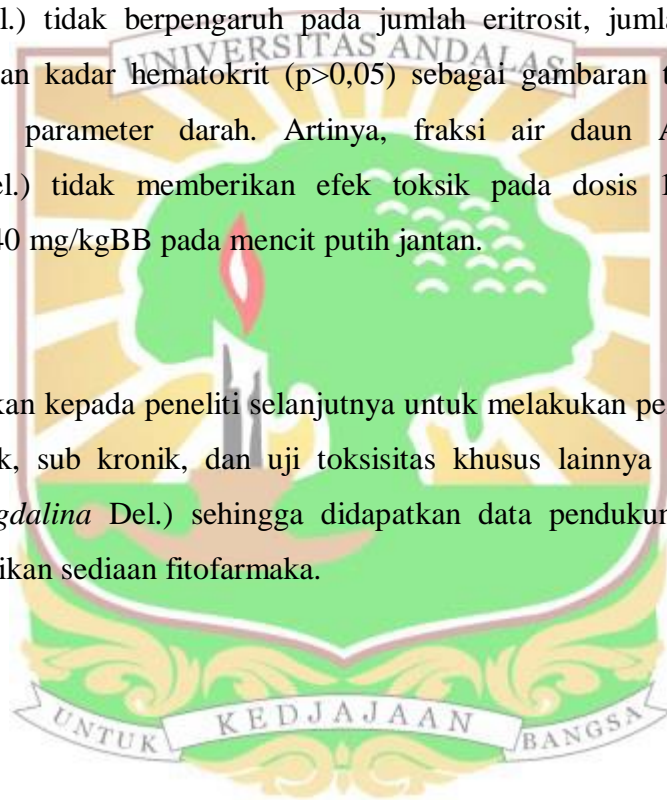 el.) tidak berpengaruh pada jumlah eritrosit, jumla
UNIVERSITAS ANDALAS
an kadar hematokrit (p>0,05) sebagai gambaran t
parameter darah. Artinya, fraksi air daun A
el.) tidak memberikan efek toksik pada dosis 1
40 mg/kgBB pada mencit putih jantan.
kan kepada peneliti selanjutnya untuk melakukan pe
k, sub kronik, dan uji toksisitas khusus lainnya
gdalina Del.) sehingga didapatkan data pendukun
ikan sediaan fitofarmaka.
UNTUK KEDJAJAAN BANGSA